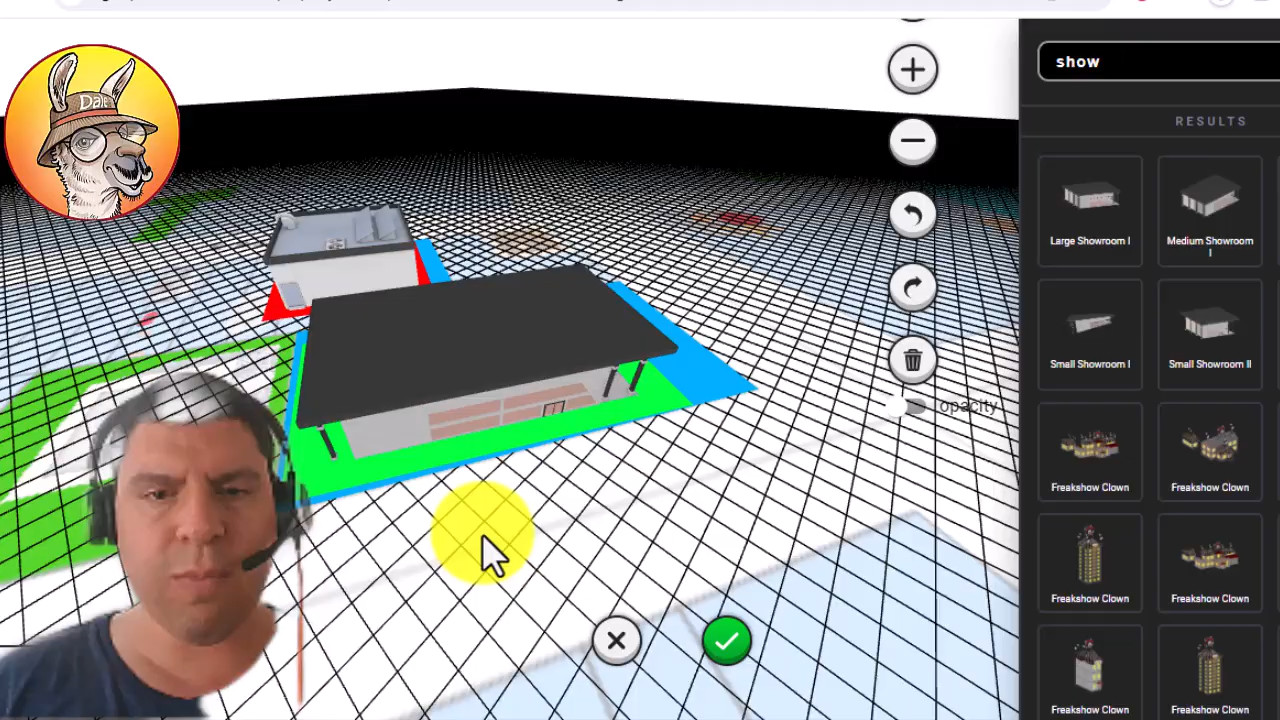 Dale
show
RESULTS
Large Showroom I
Medium Showroom
I
Small Showroom I
Small Showroom II
opacity
Freakshow Clown
Freakshow Clown
Freakshow Clown
Freakshow Clown
Freakshow Clown
Freakshow Clown